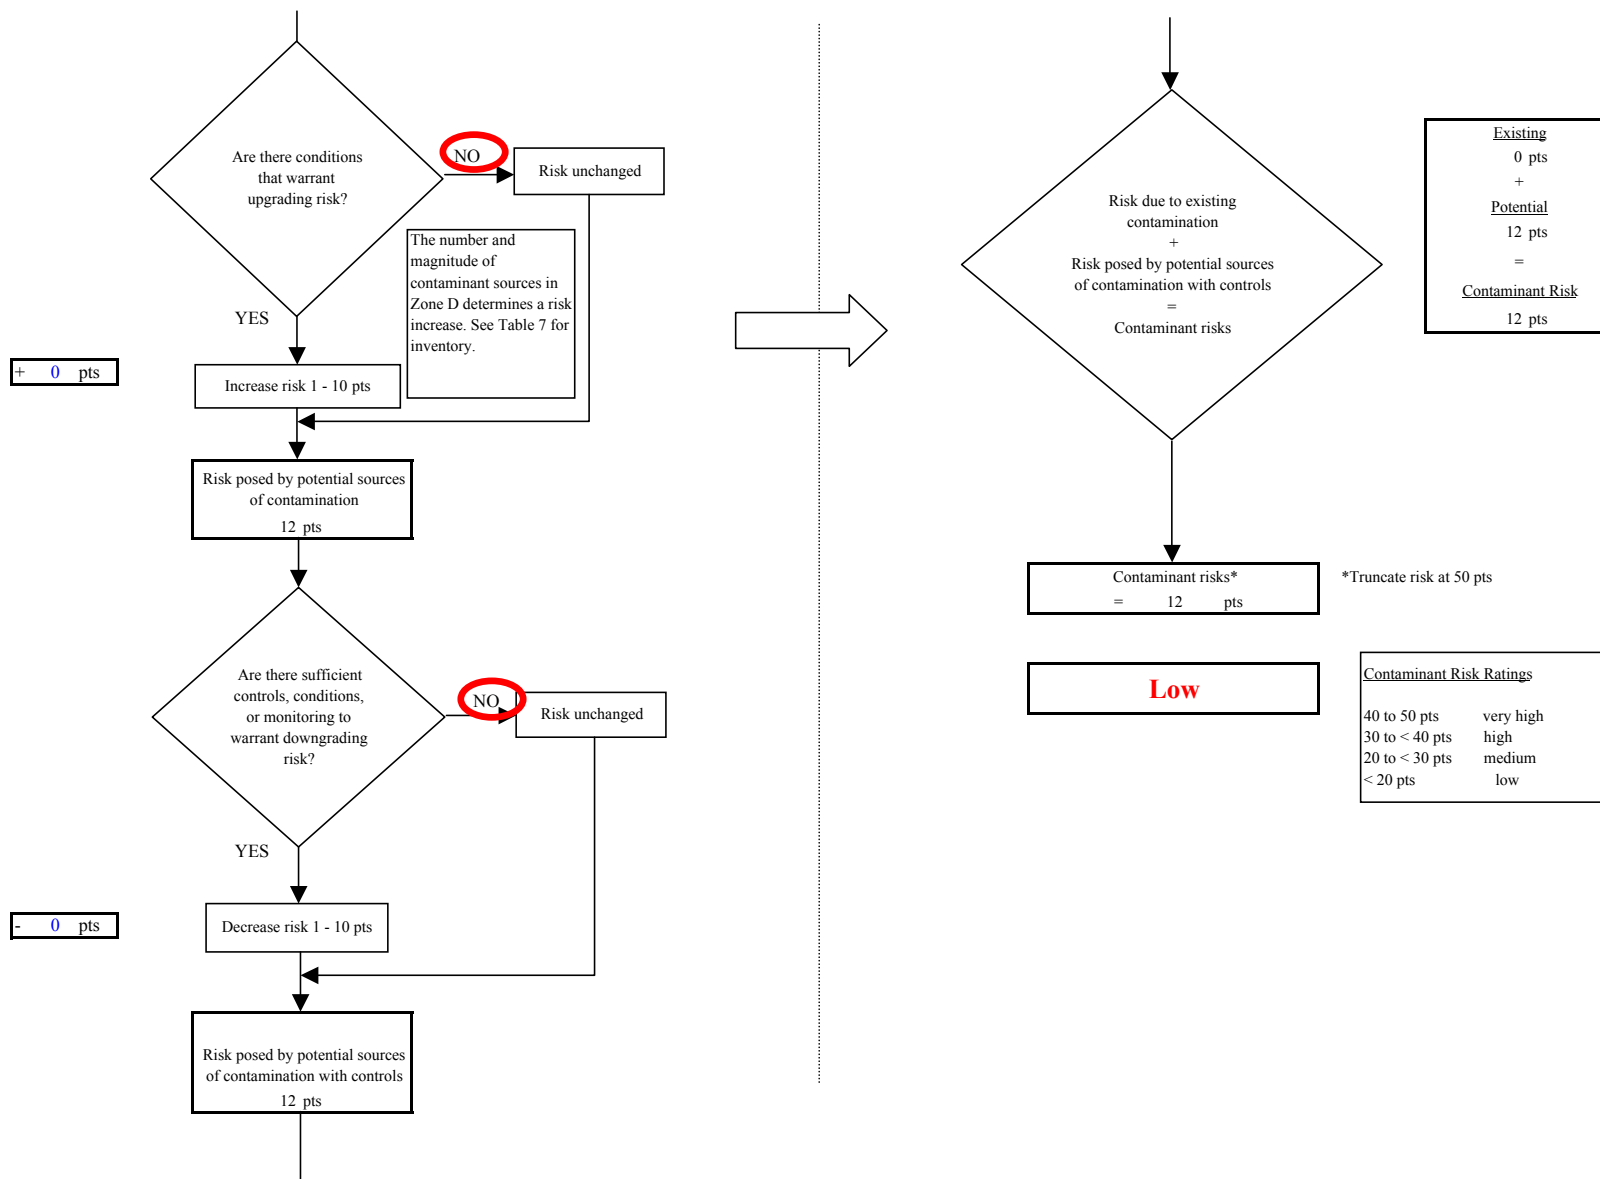 Are there conditions
that warrant
upgrading risk?
NO
Risk unchanged
The number and
magnitude of
contaminant sources in
Zone D determines a risk
increase. See Table 7 for
inventory.
YES
+ 0 pts
Increase risk 1 - 10 pts
Risk posed by potential sources
of contamination
12 pts
Are there sufficient
controls, conditions,
or monitoring to
warrant downgrading
risk?
NO
Risk unchanged
YES
- 0 pts
Decrease risk 1 - 10 pts
Risk posed by potential sources
of contamination with controls
12 pts
Risk due to existing
contamination
+
Risk posed by potential sources
of contamination with controls
=
Contaminant risks
Existing
0 pts
+
Potential
12 pts
=
Contaminant Risk
12 pts
Contaminant risks*
= 12 pts
*Truncate risk at 50 pts
Low
Contaminant Risk Ratings
40 to 50 pts very high
30 to < 40 pts high
20 to < 30 pts medium
< 20 pts low